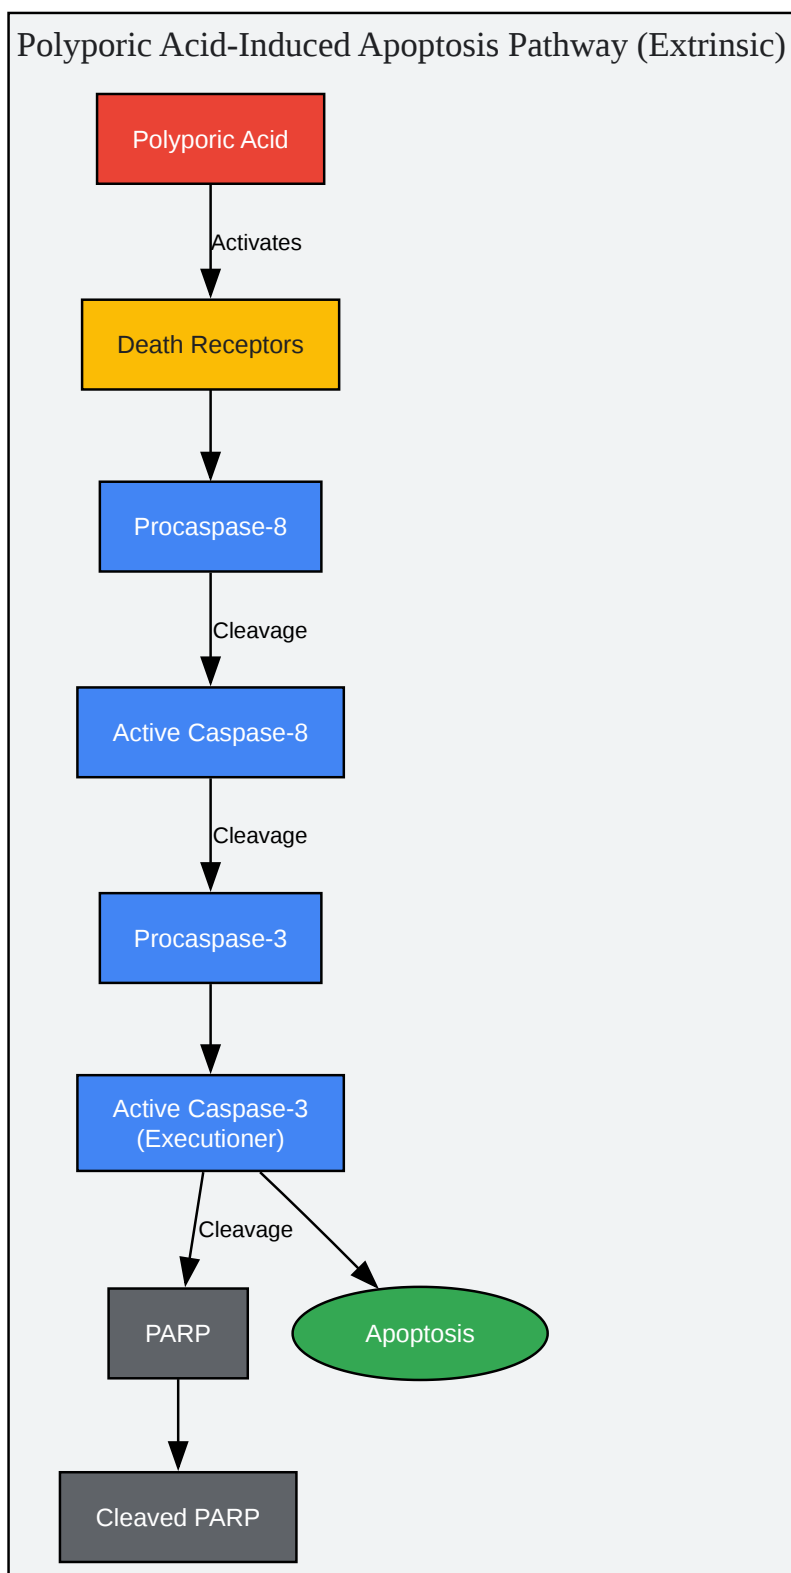 Polyporic Acid-Induced Apoptosis Pathway (Extrinsic)
Polyporic Acid
Activates
Death Receptors
Procaspase-8
Cleavage
Active Caspase-8
Cleavage
Procaspase-3
Active Caspase-3
(Executioner)
Cleavage
PARP
Apoptosis
Cleaved PARP